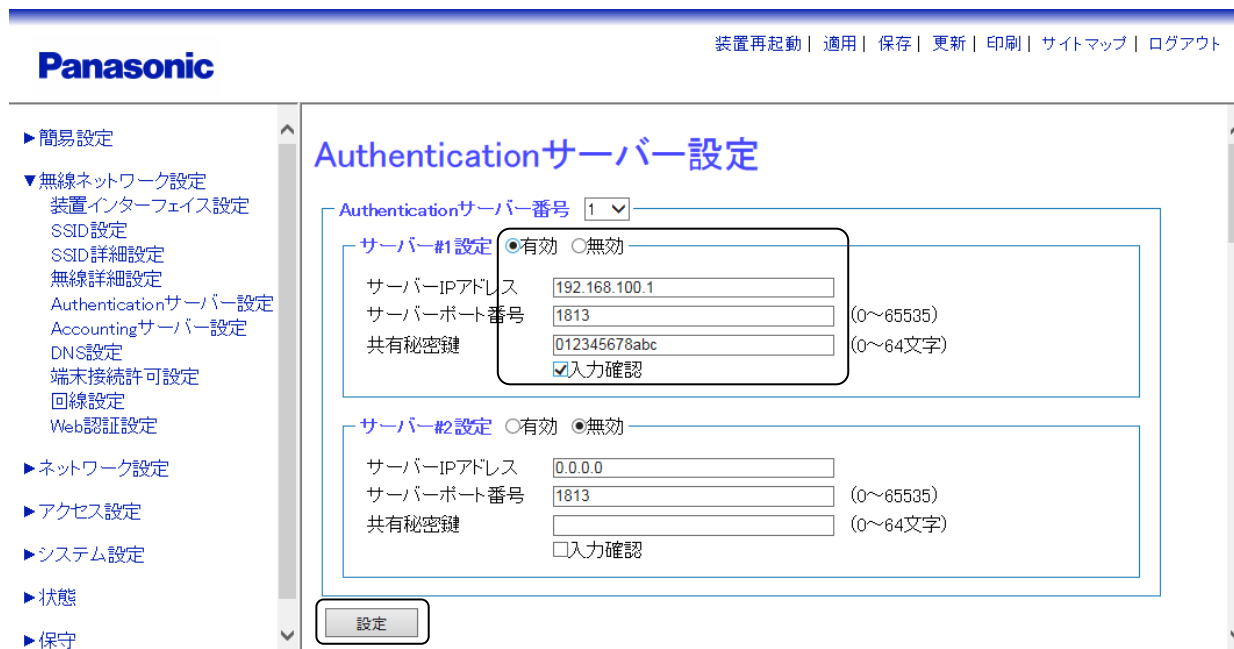 装置再起動| 適用| 保存| 更新| 印刷| サイトマップ| ログアウト
Panasonic
▶簡易設定
▼無線ネットワーク設定
装置インターフェイス設定
SSID設定
SSID詳細設定
無線詳細設定
Authenticationサーバー設定
Accountingサーバー設定
DNS設定
端末接続許可設定
回線設定
Web認証設定
▶ネットワーク設定
▶アクセス設定
▶システム設定
▶状態
▶保守
Authenticationサーバー設定
Authenticationサーバー番号 1
サーバー#1設定 有効 無効
サーバーIPアドレス 192.168.100.1
サーバーポート番号 1813 (0～65535)
共有秘密鍵 012345678abc (0～64文字)
入力確認
サーバー#2設定 有効 無効
サーバーIPアドレス 0.0.0.0
サーバーポート番号 1813 (0～65535)
共有秘密鍵 (0～64文字)
入力確認
設定